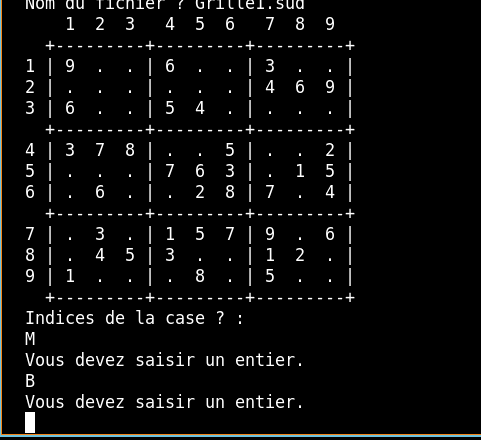 Nom du fichier ? Grille1.sud
1 2 3 4 5 6 7 8 9
+---------+---------+---------+
1 | 9 . . | 6 . . | 3 . . |
2 | . . . | . . . | 4 6 9 |
3 | 6 . . | 5 4 . | . . . |
+---------+---------+---------+
4 | 3 7 8 | . . 5 | . . 2 |
5 | . . . | 7 6 3 | . 1 5 |
6 | . 6 . | . 2 8 | 7 . 4 |
+---------+---------+---------+
7 | . 3 . | 1 5 7 | 9 . 6 |
8 | . 4 5 | 3 . . | 1 2 . |
9 | 1 . . | . 8 . | 5 . . |
+---------+---------+---------+
Indices de la case ? :
M
Vous devez saisir un entier.
B
Vous devez saisir un entier.